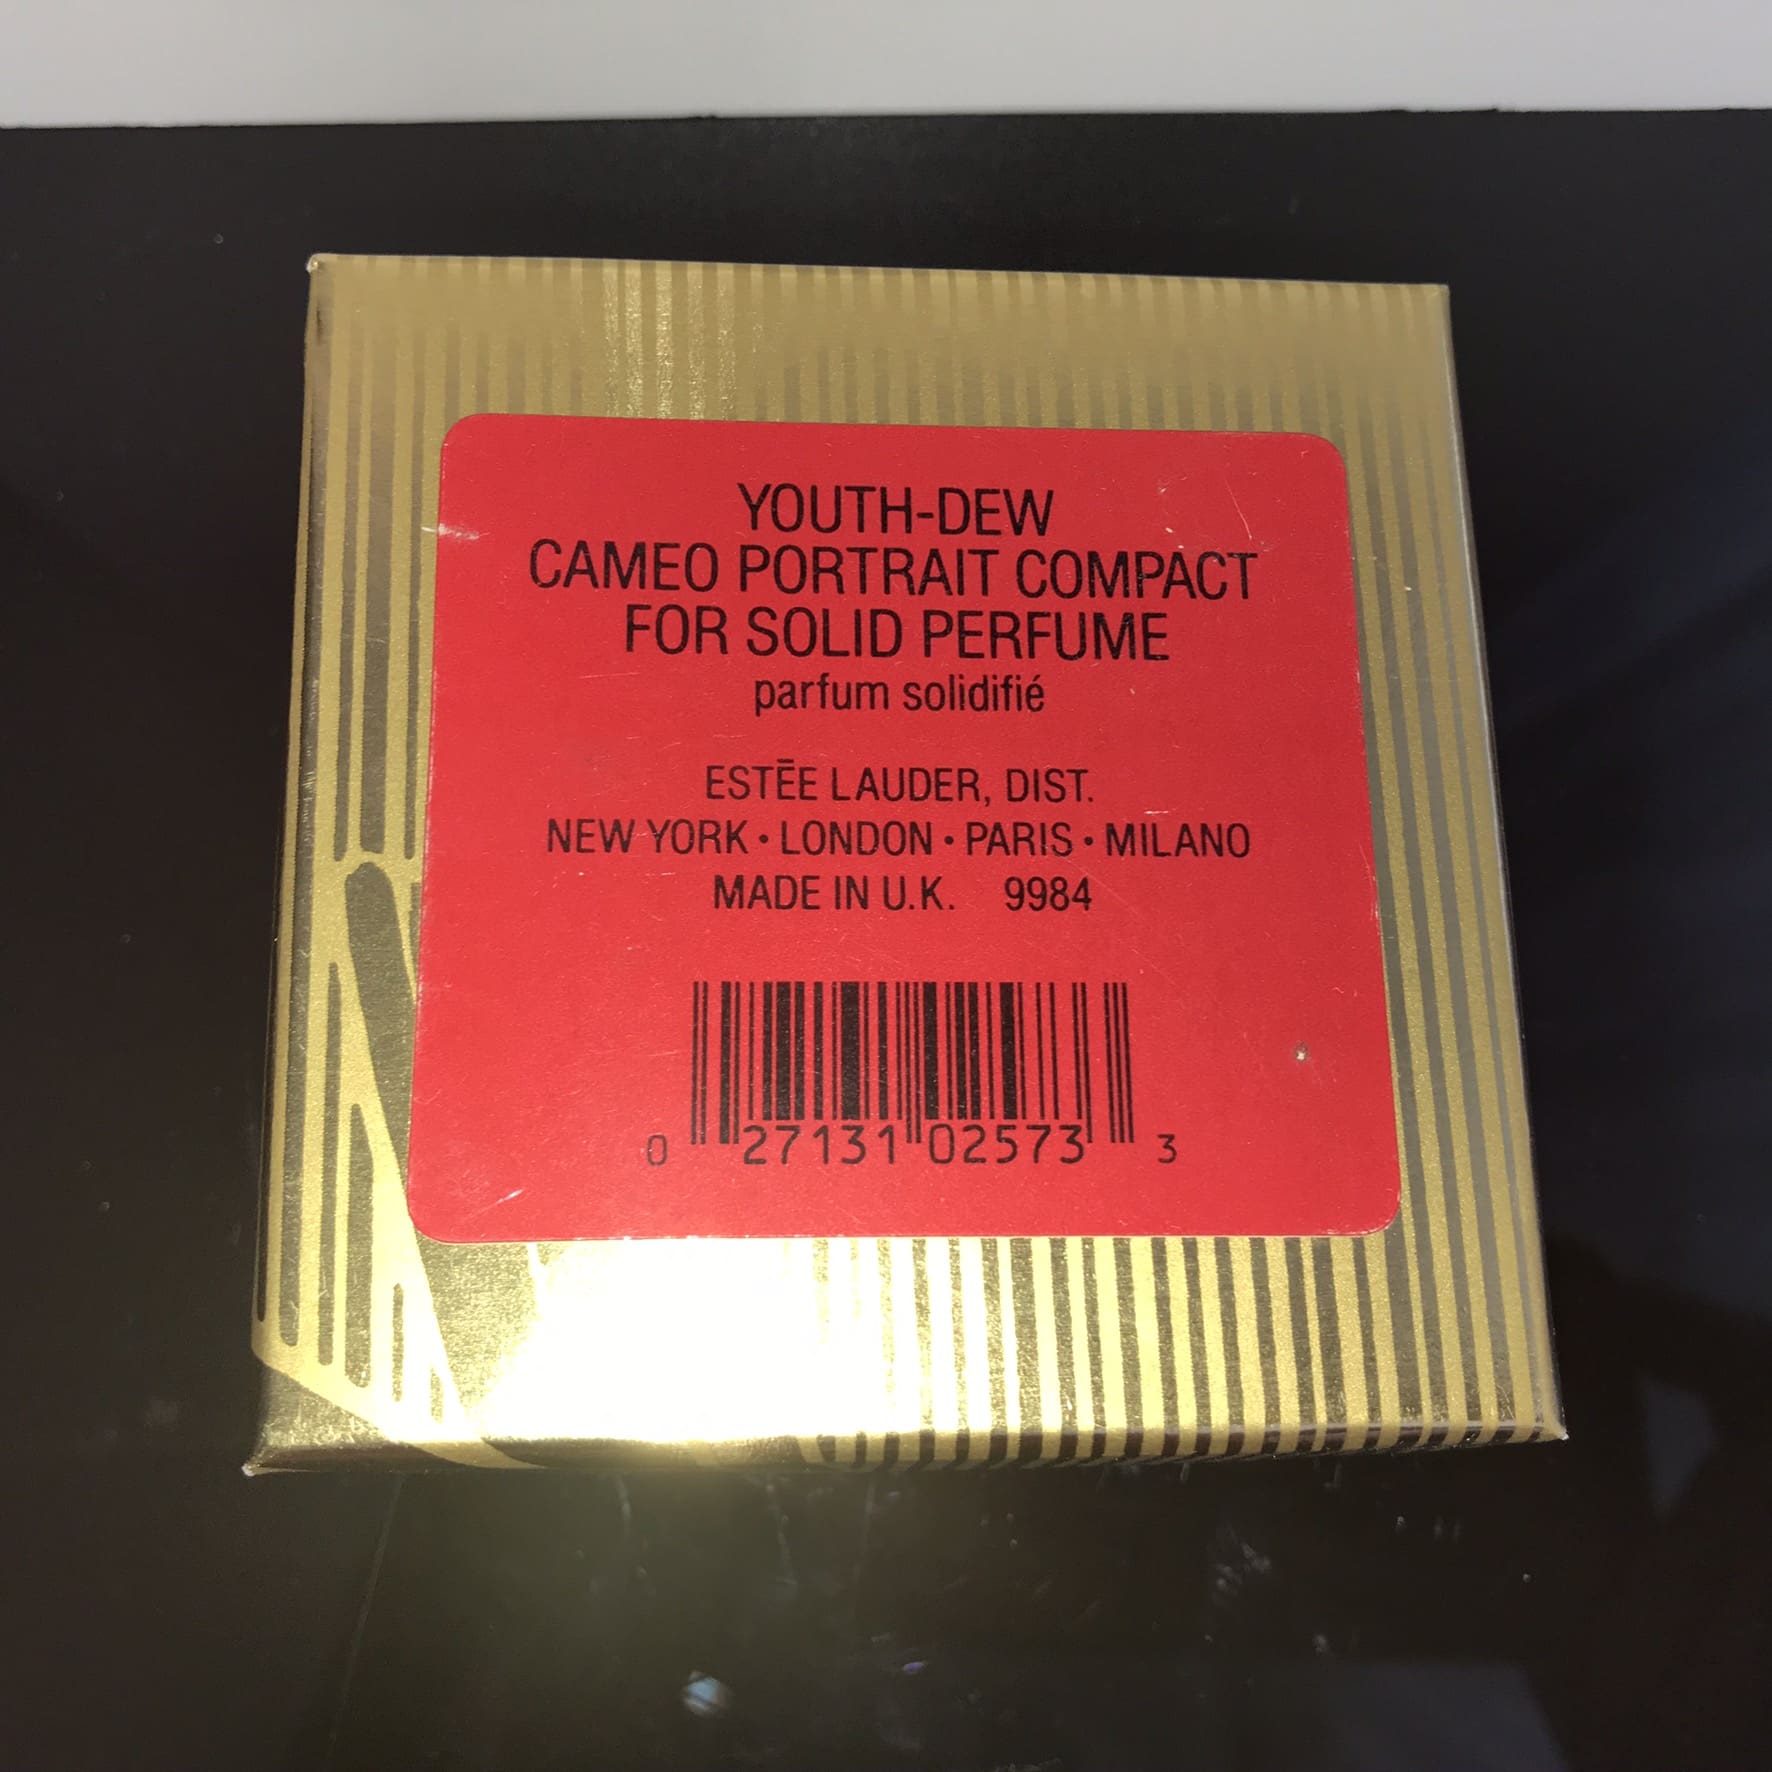 YOUTH-DEW
CAMEO PORTRAIT COMPACT
FOR SOLID PERFUME
parfum solidifié
ESTĒE LAUDER, DIST.
NEW YORK • LONDON • PARIS • MILANO
MADE IN U.K. 9984
0 27131 02573 3